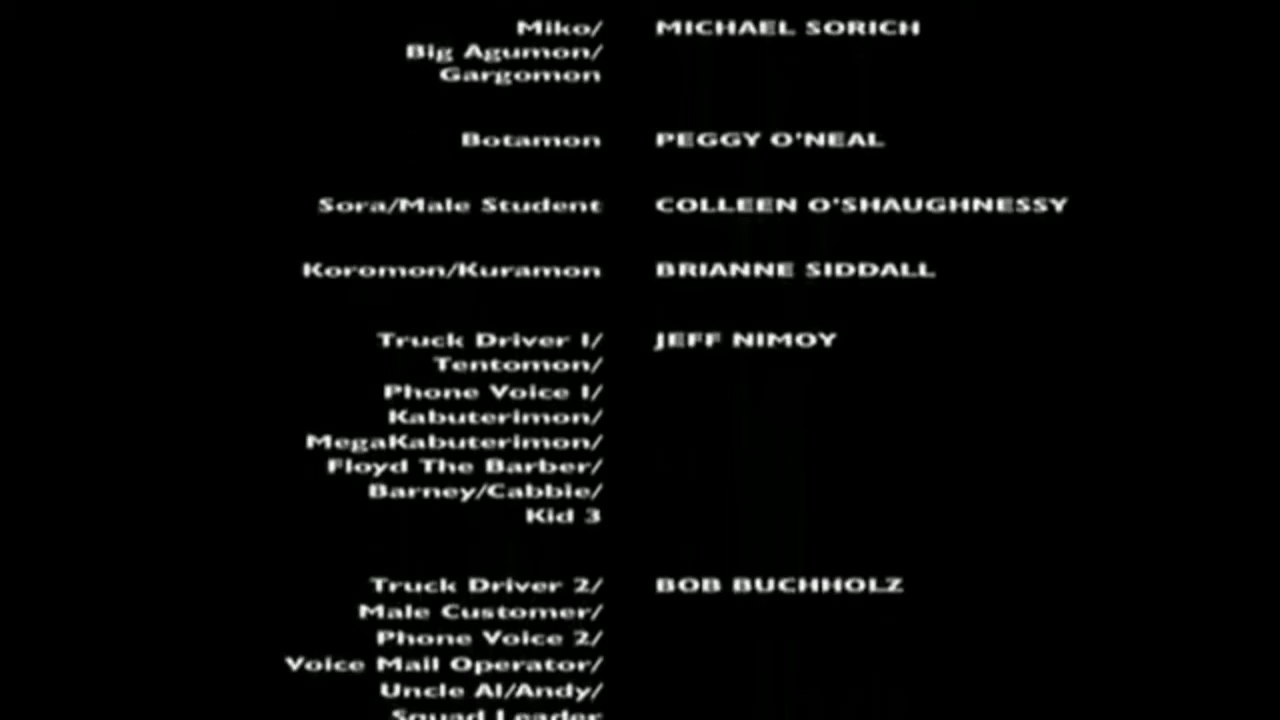 Miko/ MICHAEL SORICH
Big Agumon/
Gargomon
Botamon PEGGY O'NEAL
Sora/Male Student COLLEEN O'SHAUGHNESSY
Koromon/Kuramon BRIANNE SIDDALL
Truck Driver 1/ JEFF NIMOY
Tentomon/
Phone Voice 1/
Kabuterimon/
MegaKabuterimon/
Floyd The Barber/
Barney/Cabbie/
Kid 3
Truck Driver 2/ BOB BUCHHOLZ
Male Customer/
Phone Voice 2/
Voice Mail Operator/
Uncle Al/Andy/
Squad Leader